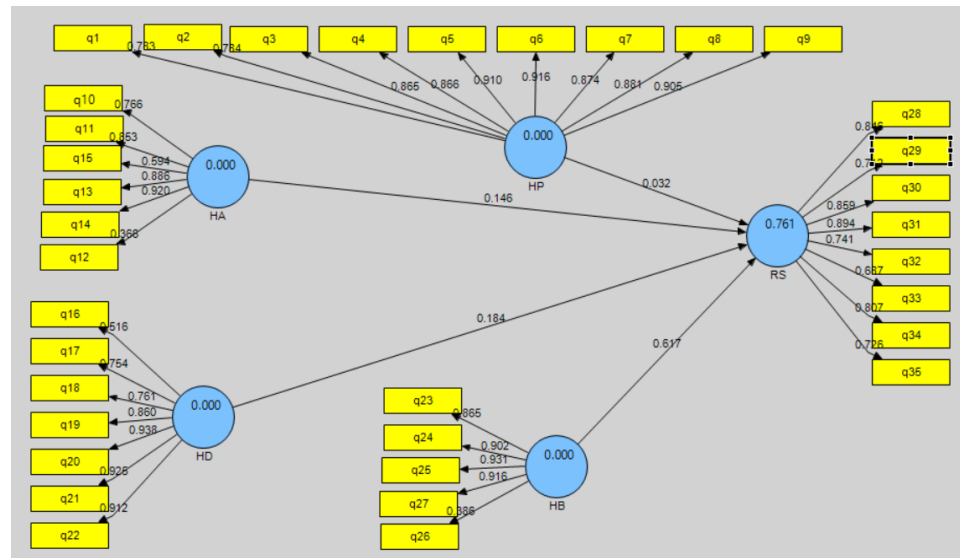 q1
q2
q3
q4
q5
q6
q7
q8
q9
0.784
0.865
0.866
0.910
0.916
0.874
0.881
0.905
q10
0.766
q11
0.853
q15
0.594
q13
0.886
q14
0.920
q12
0.368
0.000
HA
0.000
HP
0.146
0.032
q28
0.846
q29
q30
0.859
q31
0.894
q32
0.741
q33
0.687
q34
0.807
q35
0.726
0.761
RS
q16
0.516
q17
0.754
q18
0.761
q19
0.860
q20
0.938
q21
q22
0.912
0.000
HD
0.184
0.617
q23
0.865
q24
0.902
q25
0.931
q27
0.916
q26
0.386
0.000
HB